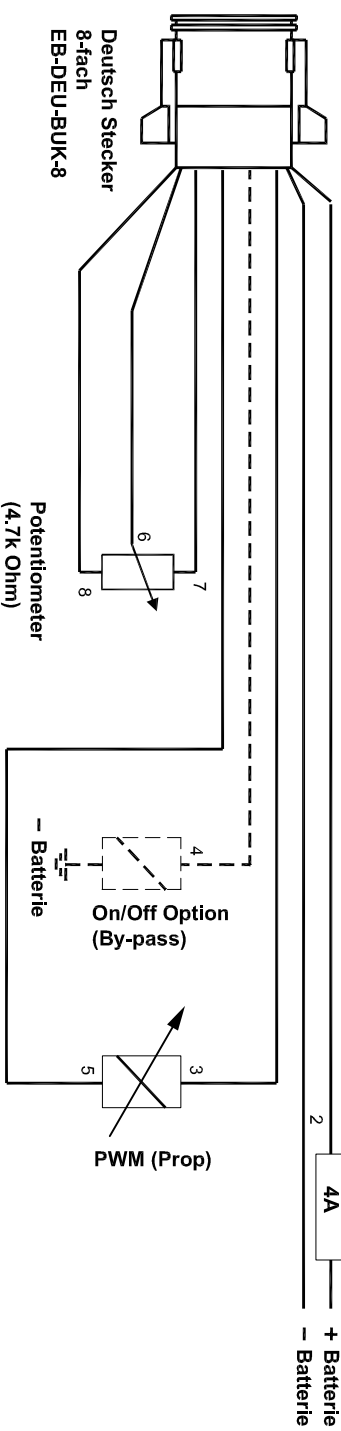 Deutsch Stecker
8-fach
EB-DEU-BUK-8
Potentiometer
(4.7k Ohm)
6
7
8
− Batterie
4
On/Off Option
(By-pass)
5
3
PWM (Prop)
2
4A
+ Batterie
− Batterie